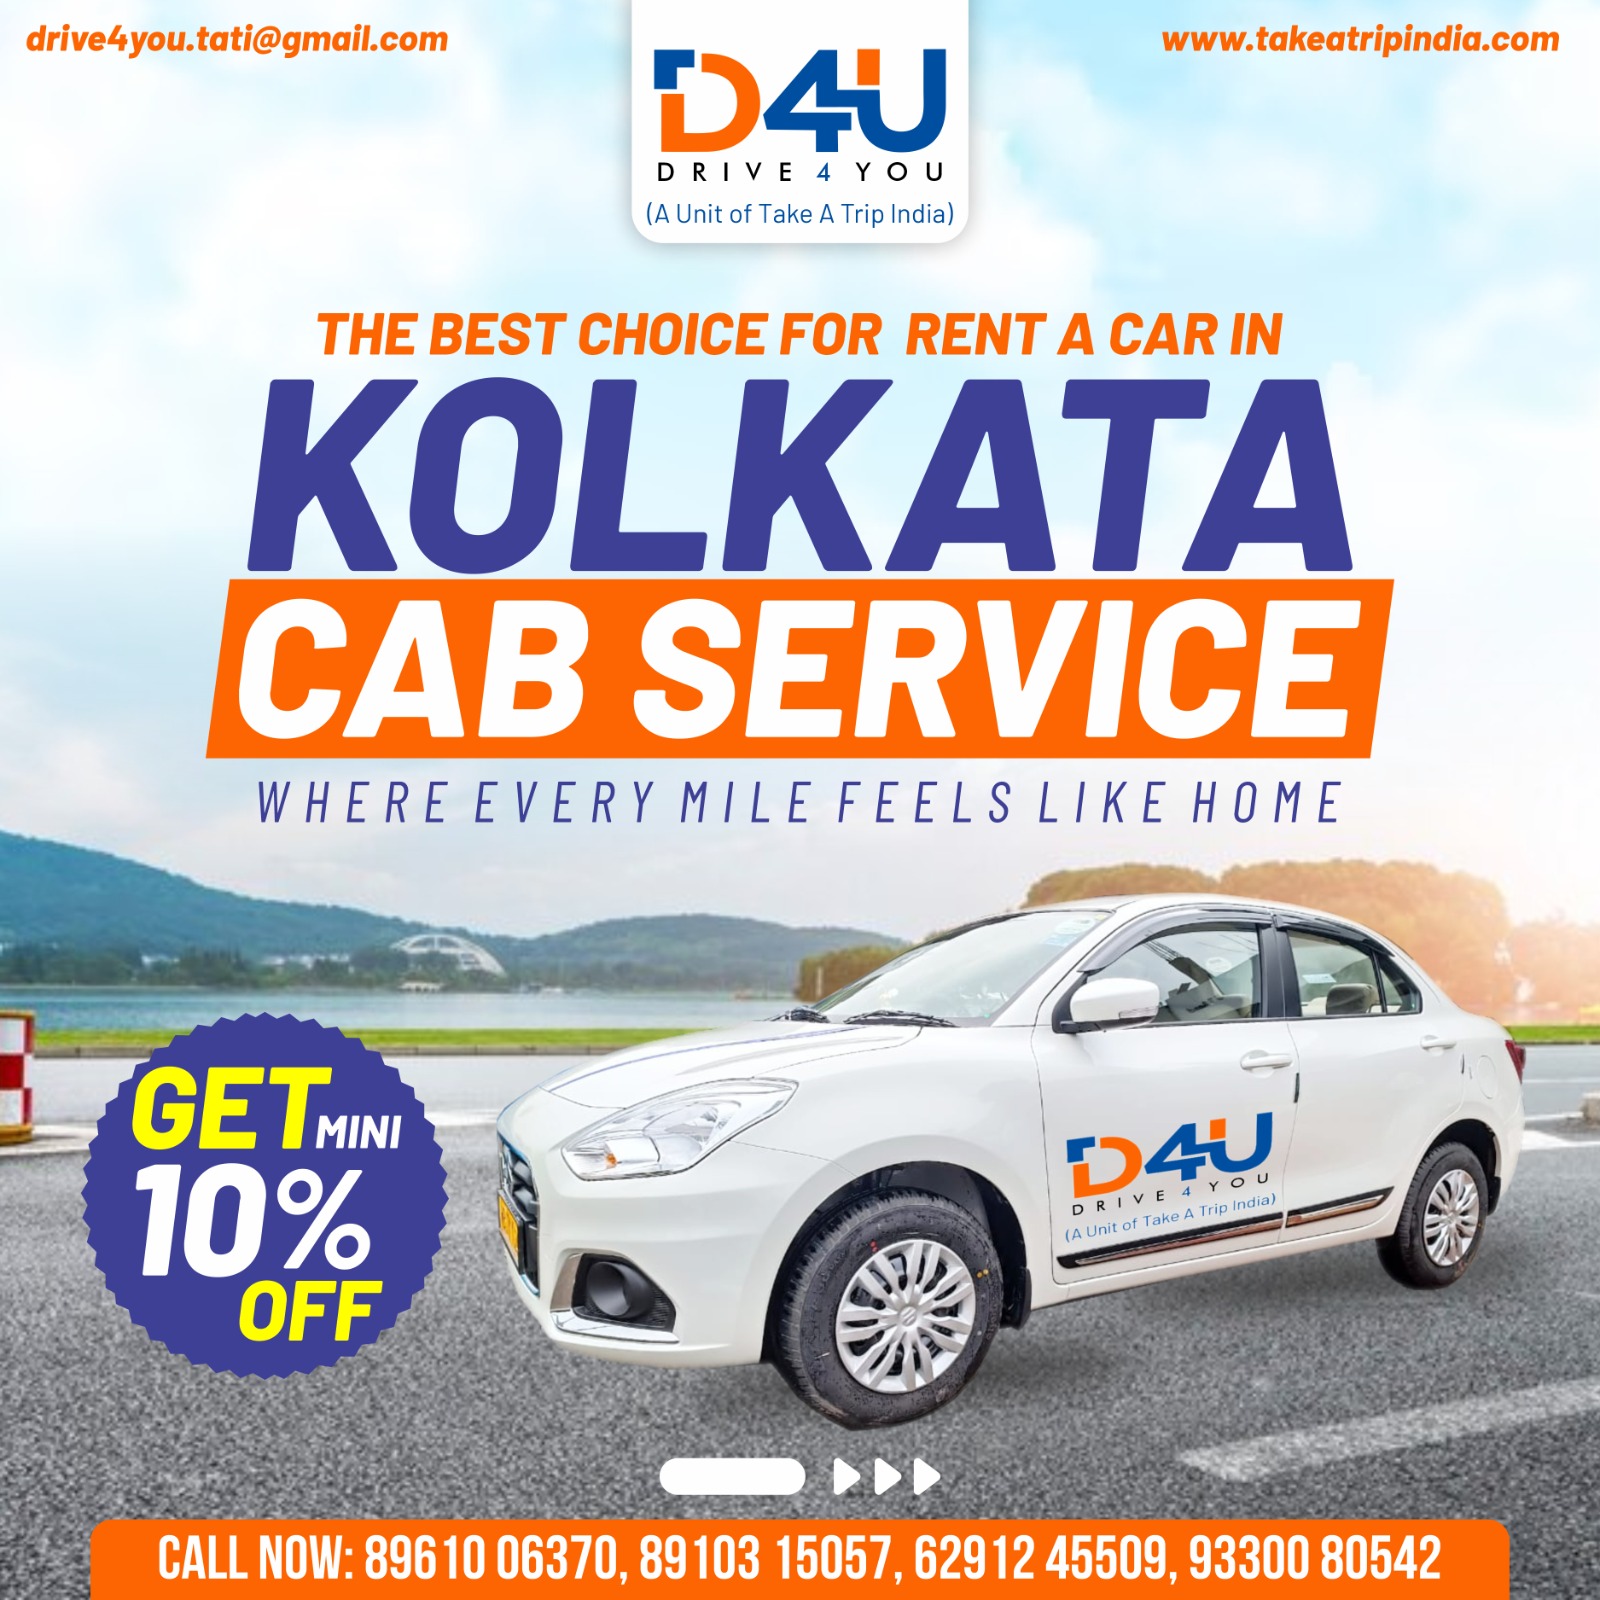 drive4you.tati@gmail.com
www.takeatripindia.com
D4U
DRIVE 4 YOU
(A Unit of Take A Trip India)
THE BEST CHOICE FOR RENT A CAR IN
KOLKATA
CAB SERVICE
WHERE EVERY MILE FEELS LIKE HOME
GET MINI
10%
OFF
D4U
DRIVE 4 YOU
(A Unit of Take A Trip India)
CALL NOW: 89610 06370, 89103 15057, 62912 45509, 93300 80542